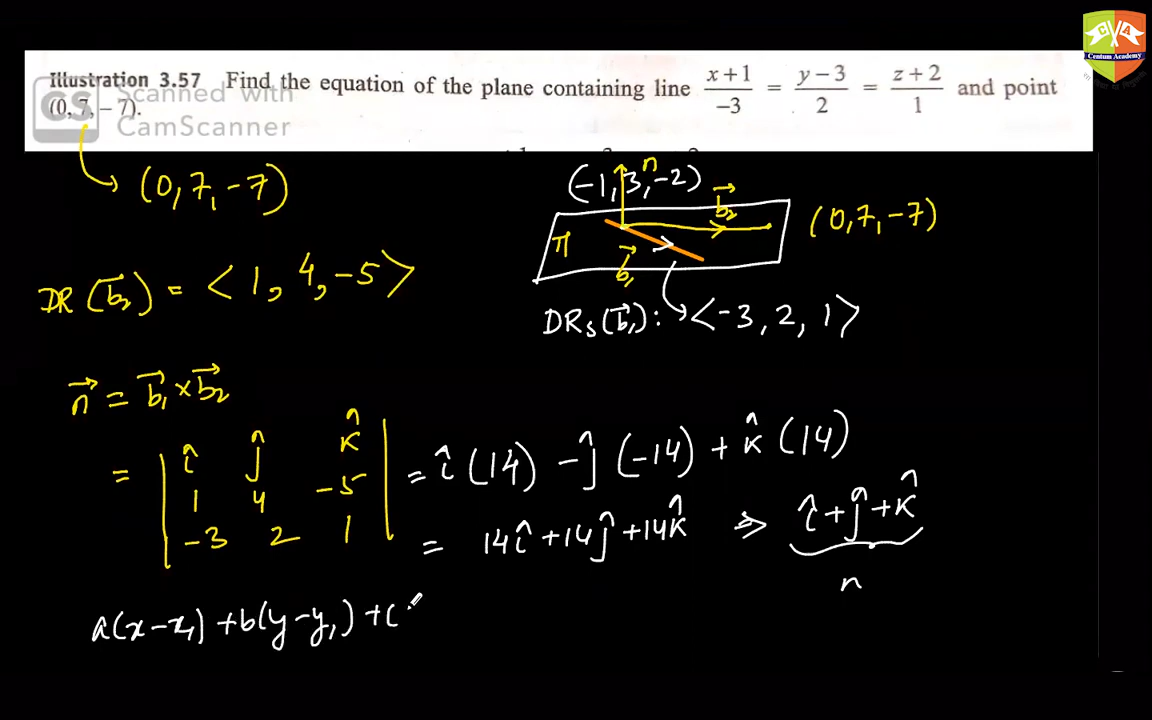 Illustration 3.57 Find the equation of the plane containing line x+1/-3 = y-3/2 = z+2/1 and point
(0, 7, -7).
CS Scanned with CamScanner
CA
Centum Academy
(0, 7, -7)
(-1, 3, -2)
n
b₂
(0, 7, -7)
π
b₁
DR (b₂) = < 1, 4, -5 >
DRs (b₁) : < -3, 2, 1 >
n = b₁ × b₂
= | î ĵ k̂ |
1 4 -5
-3 2 1
= î (14) - ĵ (-14) + k̂ (14)
= 14î + 14ĵ + 14k̂ ⇒ î + ĵ + k̂
n
a(x-x₁) + b(y-y₁) + c